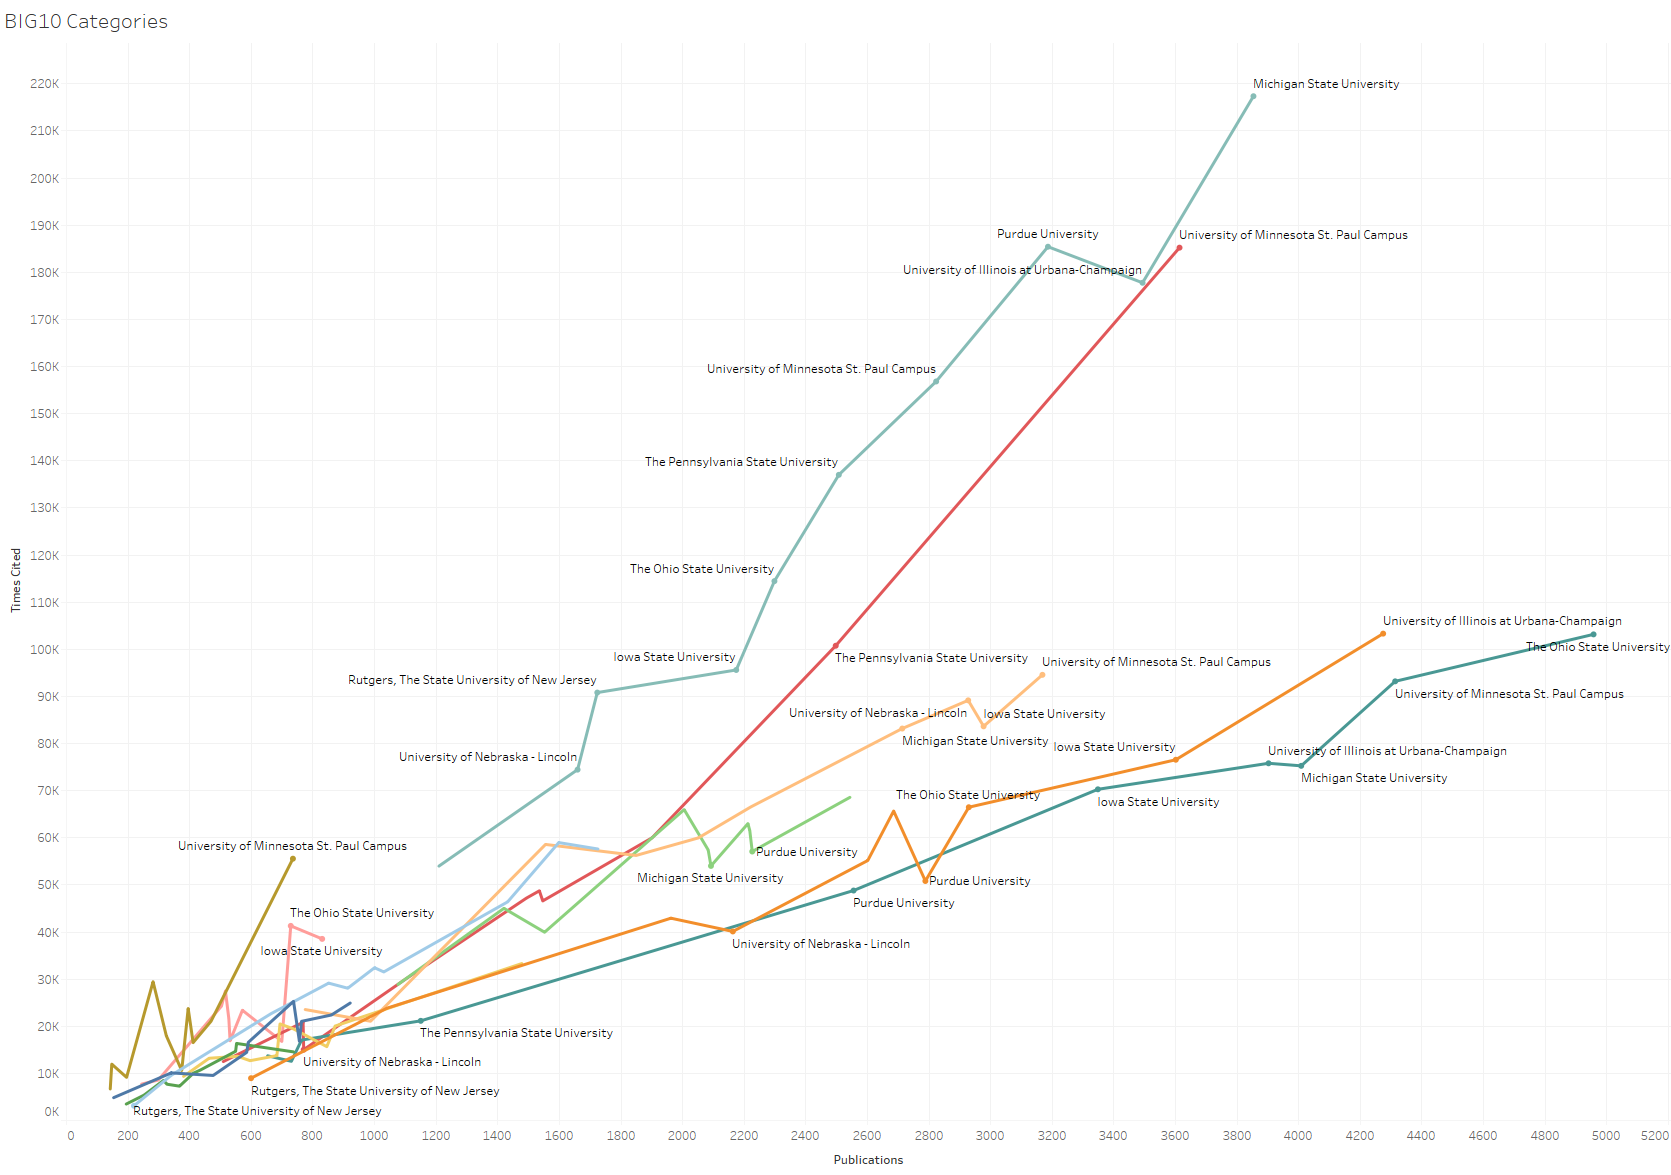 BIG10 Categories
220K
Michigan State University
210K
200K
190K
Purdue University
University of Minnesota St. Paul Campus
180K
University of Illinois at Urbana-Champaign
170K
160K
University of Minnesota St. Paul Campus
150K
140K
The Pennsylvania State University
130K
120K
The Ohio State University
110K
Times Cited
100K
Iowa State University
The Pennsylvania State University
University of Minnesota St. Paul Campus
University of Illinois at Urbana-Champaign
The Ohio State University
90K
Rutgers, The State University of New Jersey
University of Minnesota St. Paul Campus
University of Nebraska - Lincoln
Iowa State University
80K
Michigan State University
Iowa State University
University of Illinois at Urbana-Champaign
University of Nebraska - Lincoln
Michigan State University
70K
The Ohio State University
Iowa State University
60K
University of Minnesota St. Paul Campus
Purdue University
50K
Michigan State University
Purdue University
Purdue University
40K
The Ohio State University
University of Nebraska - Lincoln
Iowa State University
30K
20K
The Pennsylvania State University
University of Nebraska - Lincoln
10K
Rutgers, The State University of New Jersey
0K
Rutgers, The State University of New Jersey
0 200 400 600 800 1000 1200 1400 1600 1800 2000 2200 2400 2600 2800 3000 3200 3400 3600 3800 4000 4200 4400 4600 4800 5000 5200
Publications